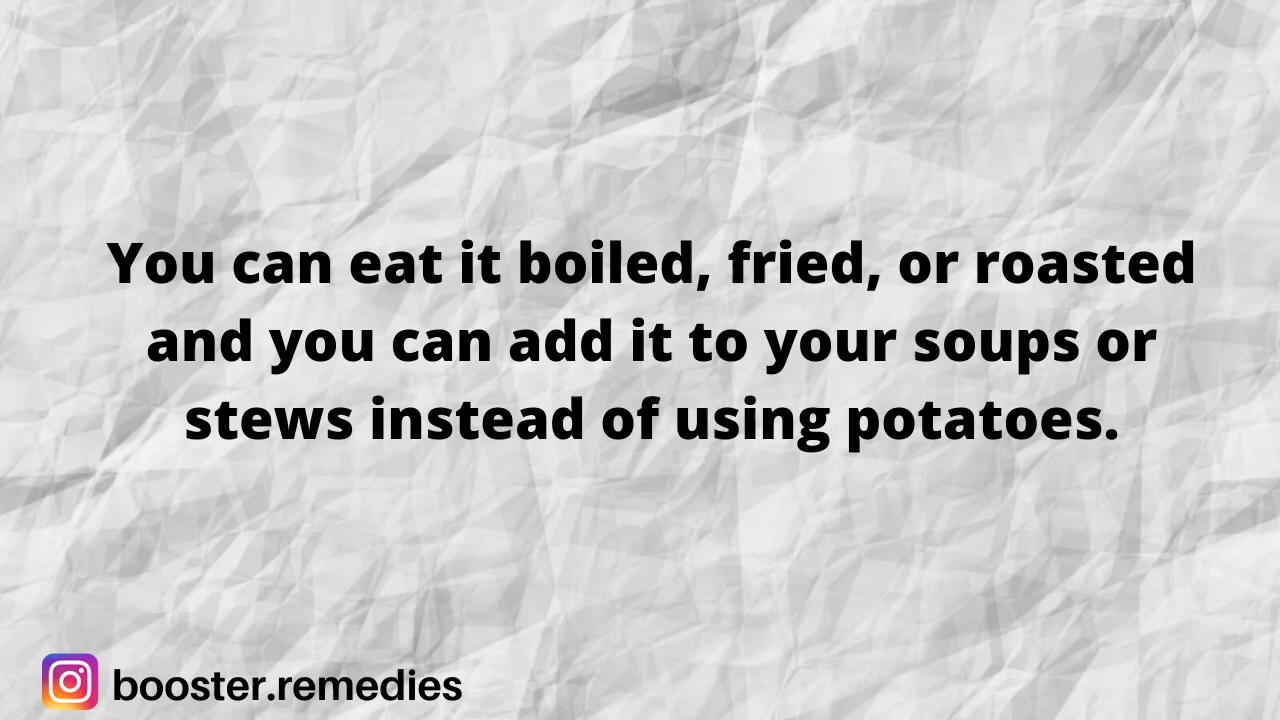 You can eat it boiled, fried, or roasted
and you can add it to your soups or
stews instead of using potatoes.
booster.remedies